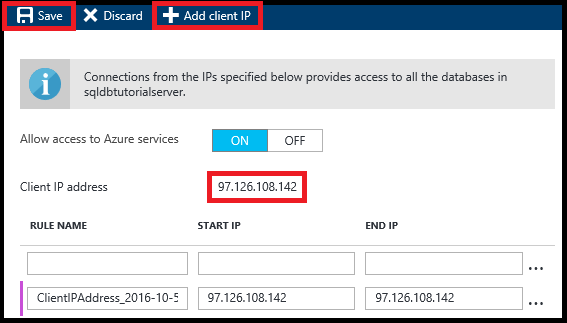 Save Discard Add client IP
Connections from the IPs specified below provides access to all the databases in
sqldbtutorialserver.
Allow access to Azure services ON OFF
Client IP address 97.126.108.142
RULE NAME START IP END IP
...
ClientIPAddress_2016-10-5 97.126.108.142 97.126.108.142 ...